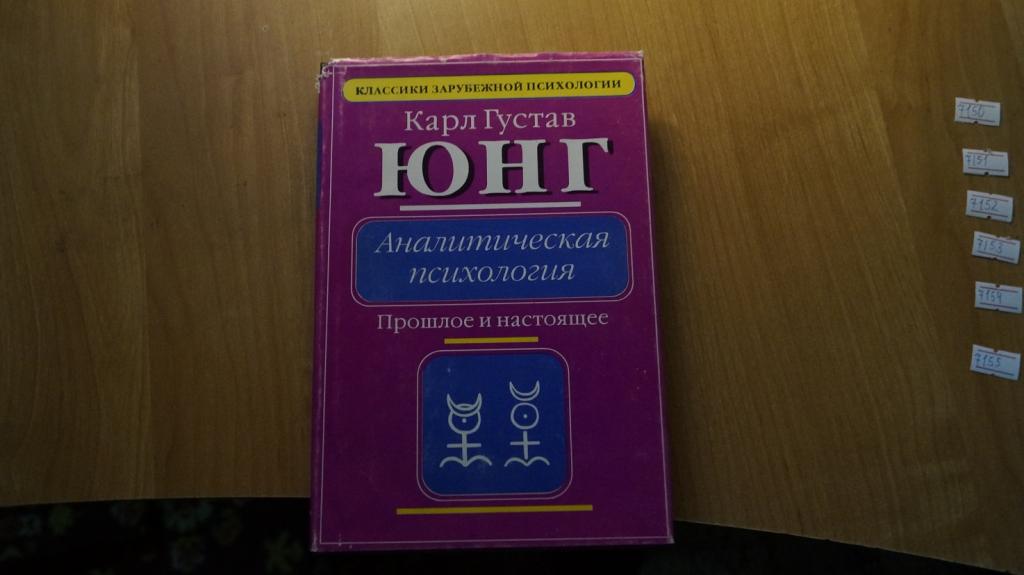 КЛАССИКИ ЗАРУБЕЖНОЙ ПСИХОЛОГИИ
Карл Густав
ЮНГ
Аналитическая
психология
Прошлое и настоящее
7150
7151
7152
7153
7154
7155